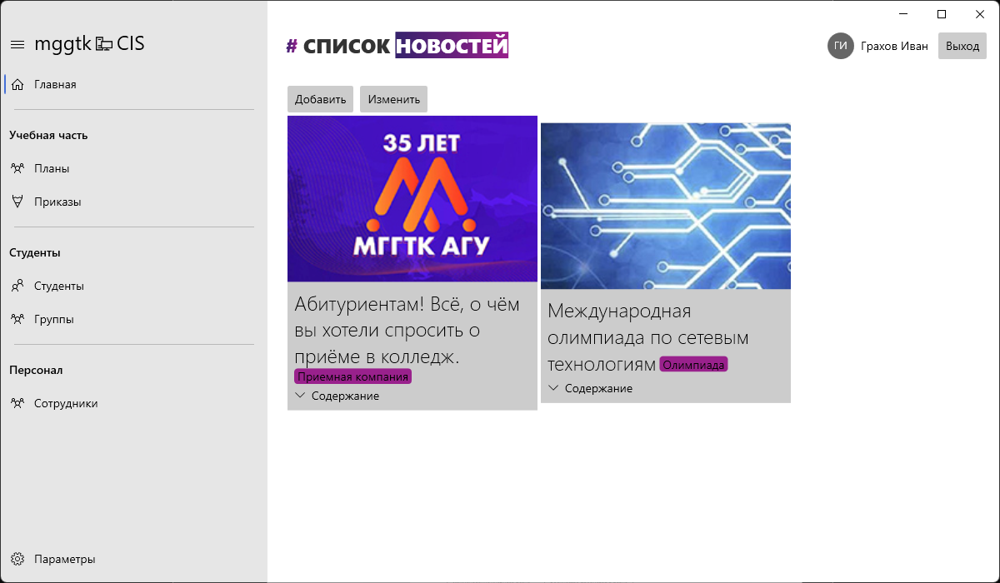 mggtk CIS
Главная
Учебная часть
Планы
Приказы
Студенты
Студенты
Группы
Персонал
Сотрудники
Параметры
# СПИСОК НОВОСТЕЙ
ГИ Грахов Иван Выход
Добавить Изменить
35 ЛЕТ
МГГТК АГУ
Абитуриентам! Всё, о чём
вы хотели спросить о
приёме в колледж.
Приемная компания
Содержание
Международная
олимпиада по сетевым
технологиям Олимпиада
Содержание